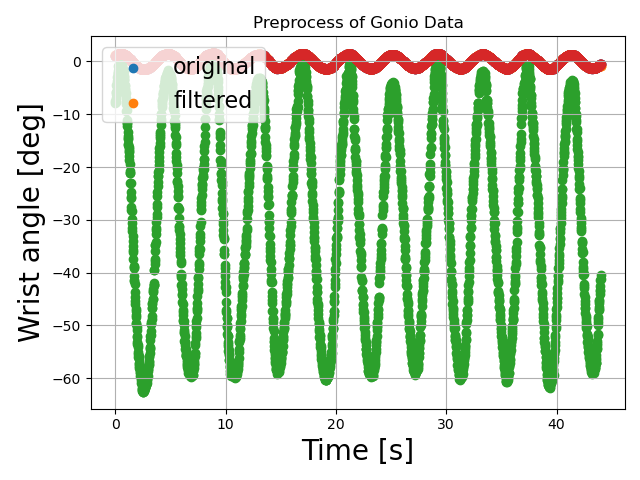 Preprocess of Gonio Data
original
filtered
Wrist angle [deg]
0
−10
−20
−30
−40
−50
−60
0 10 20 30 40
Time [s]